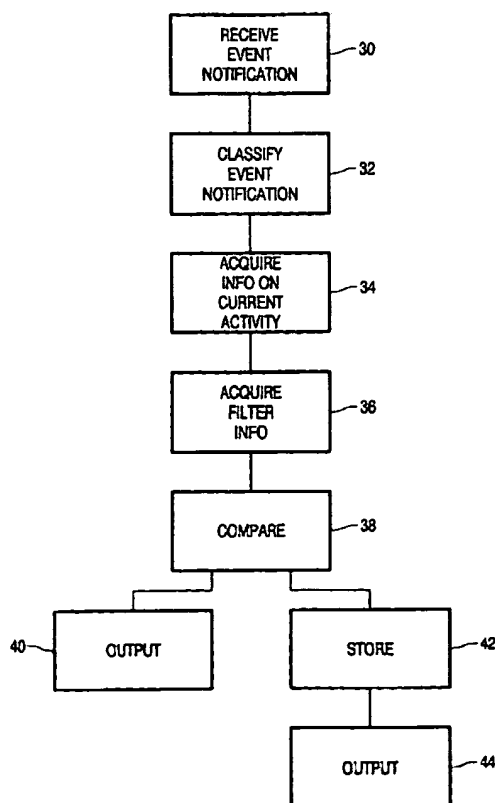 RECEIVE
EVENT
NOTIFICATION
30
CLASSIFY
EVENT
NOTIFICATION
32
ACQUIRE
INFO ON
CURRENT
ACTIVITY
34
ACQUIRE
FILTER
INFO
36
COMPARE
38
40
OUTPUT
STORE
42
OUTPUT
44